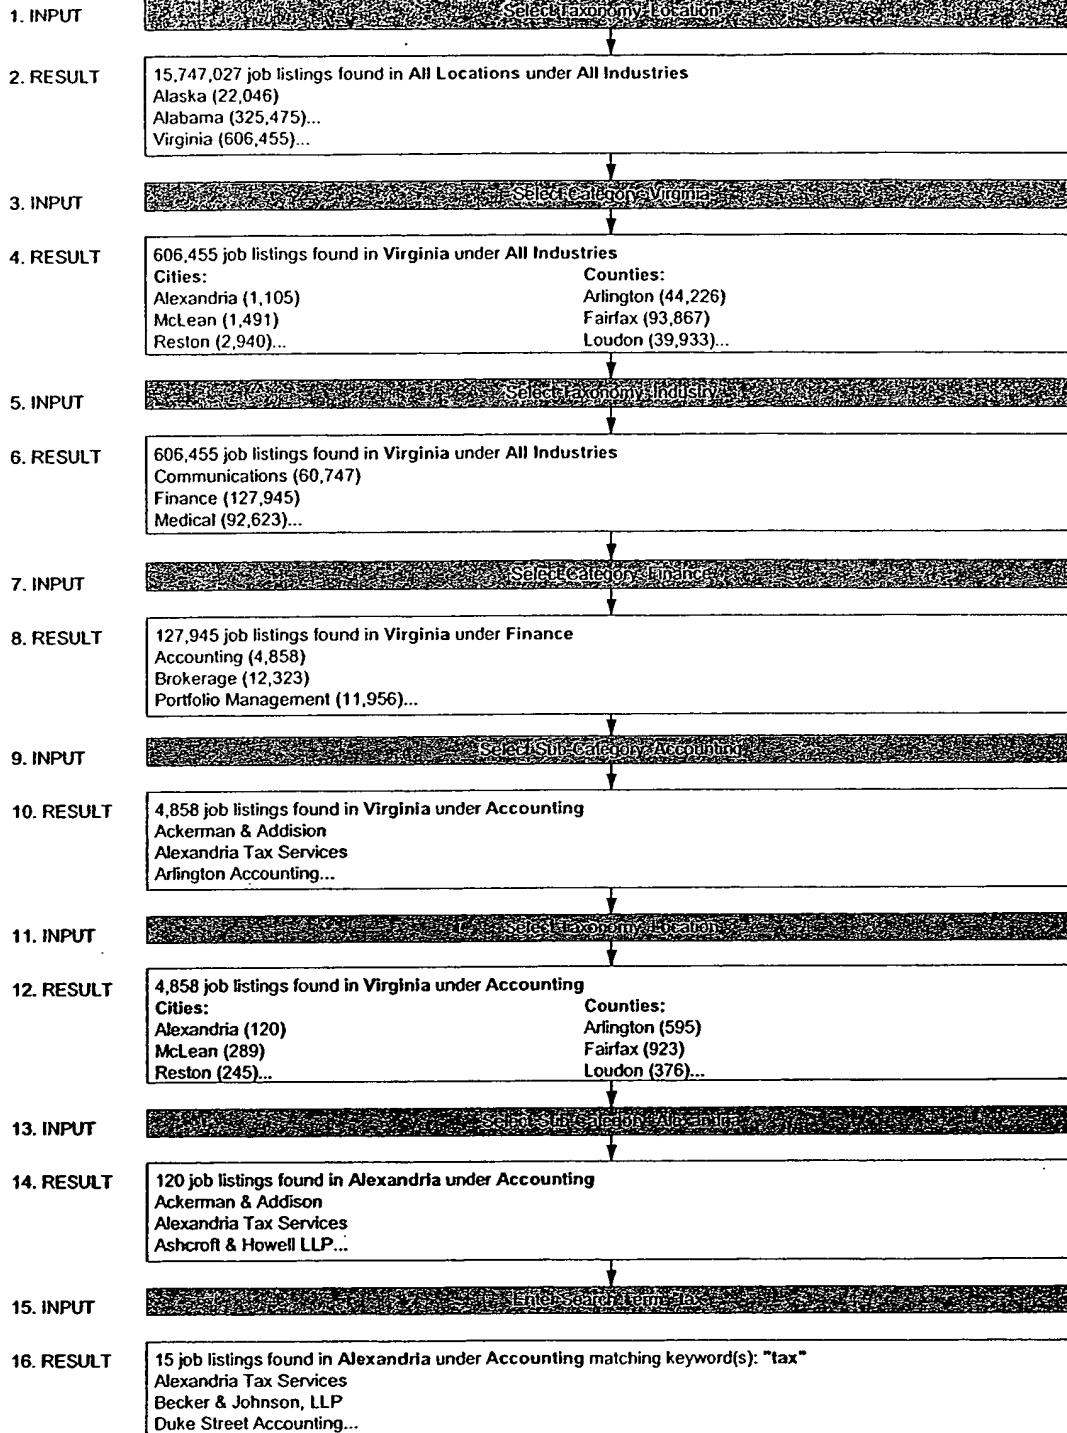 1. INPUT
Select Taxonomy: Location
2. RESULT
15,747,027 job listings found in All Locations under All Industries
Alaska (22,046)
Alabama (325,475)...
Virginia (606,455)...
3. INPUT
Select Category: Virginia
4. RESULT
606,455 job listings found in Virginia under All Industries
Cities: Counties:
Alexandria (1,105) Arlington (44,226)
McLean (1,491) Fairfax (93,867)
Reston (2,940)... Loudon (39,933)...
5. INPUT
Select Taxonomy: Industry
6. RESULT
606,455 job listings found in Virginia under All Industries
Communications (60,747)
Finance (127,945)
Medical (92,623)...
7. INPUT
Select Category: Finance
8. RESULT
127,945 job listings found in Virginia under Finance
Accounting (4,858)
Brokerage (12,323)
Portfolio Management (11,956)...
9. INPUT
Select Sub-Category: Accounting
10. RESULT
4,858 job listings found in Virginia under Accounting
Ackerman & Addision
Alexandria Tax Services
Arlington Accounting...
11. INPUT
Select Taxonomy: Location
12. RESULT
4,858 job listings found in Virginia under Accounting
Cities: Counties:
Alexandria (120) Arlington (595)
McLean (289) Fairfax (923)
Reston (245)... Loudon (376)...
13. INPUT
Select Sub-Category: Alexandria
14. RESULT
120 job listings found in Alexandria under Accounting
Ackerman & Addison
Alexandria Tax Services
Ashcroft & Howell LLP...
15. INPUT
Enter Search Term: Tax
16. RESULT
15 job listings found in Alexandria under Accounting matching keyword(s): "tax"
Alexandria Tax Services
Becker & Johnson, LLP
Duke Street Accounting...